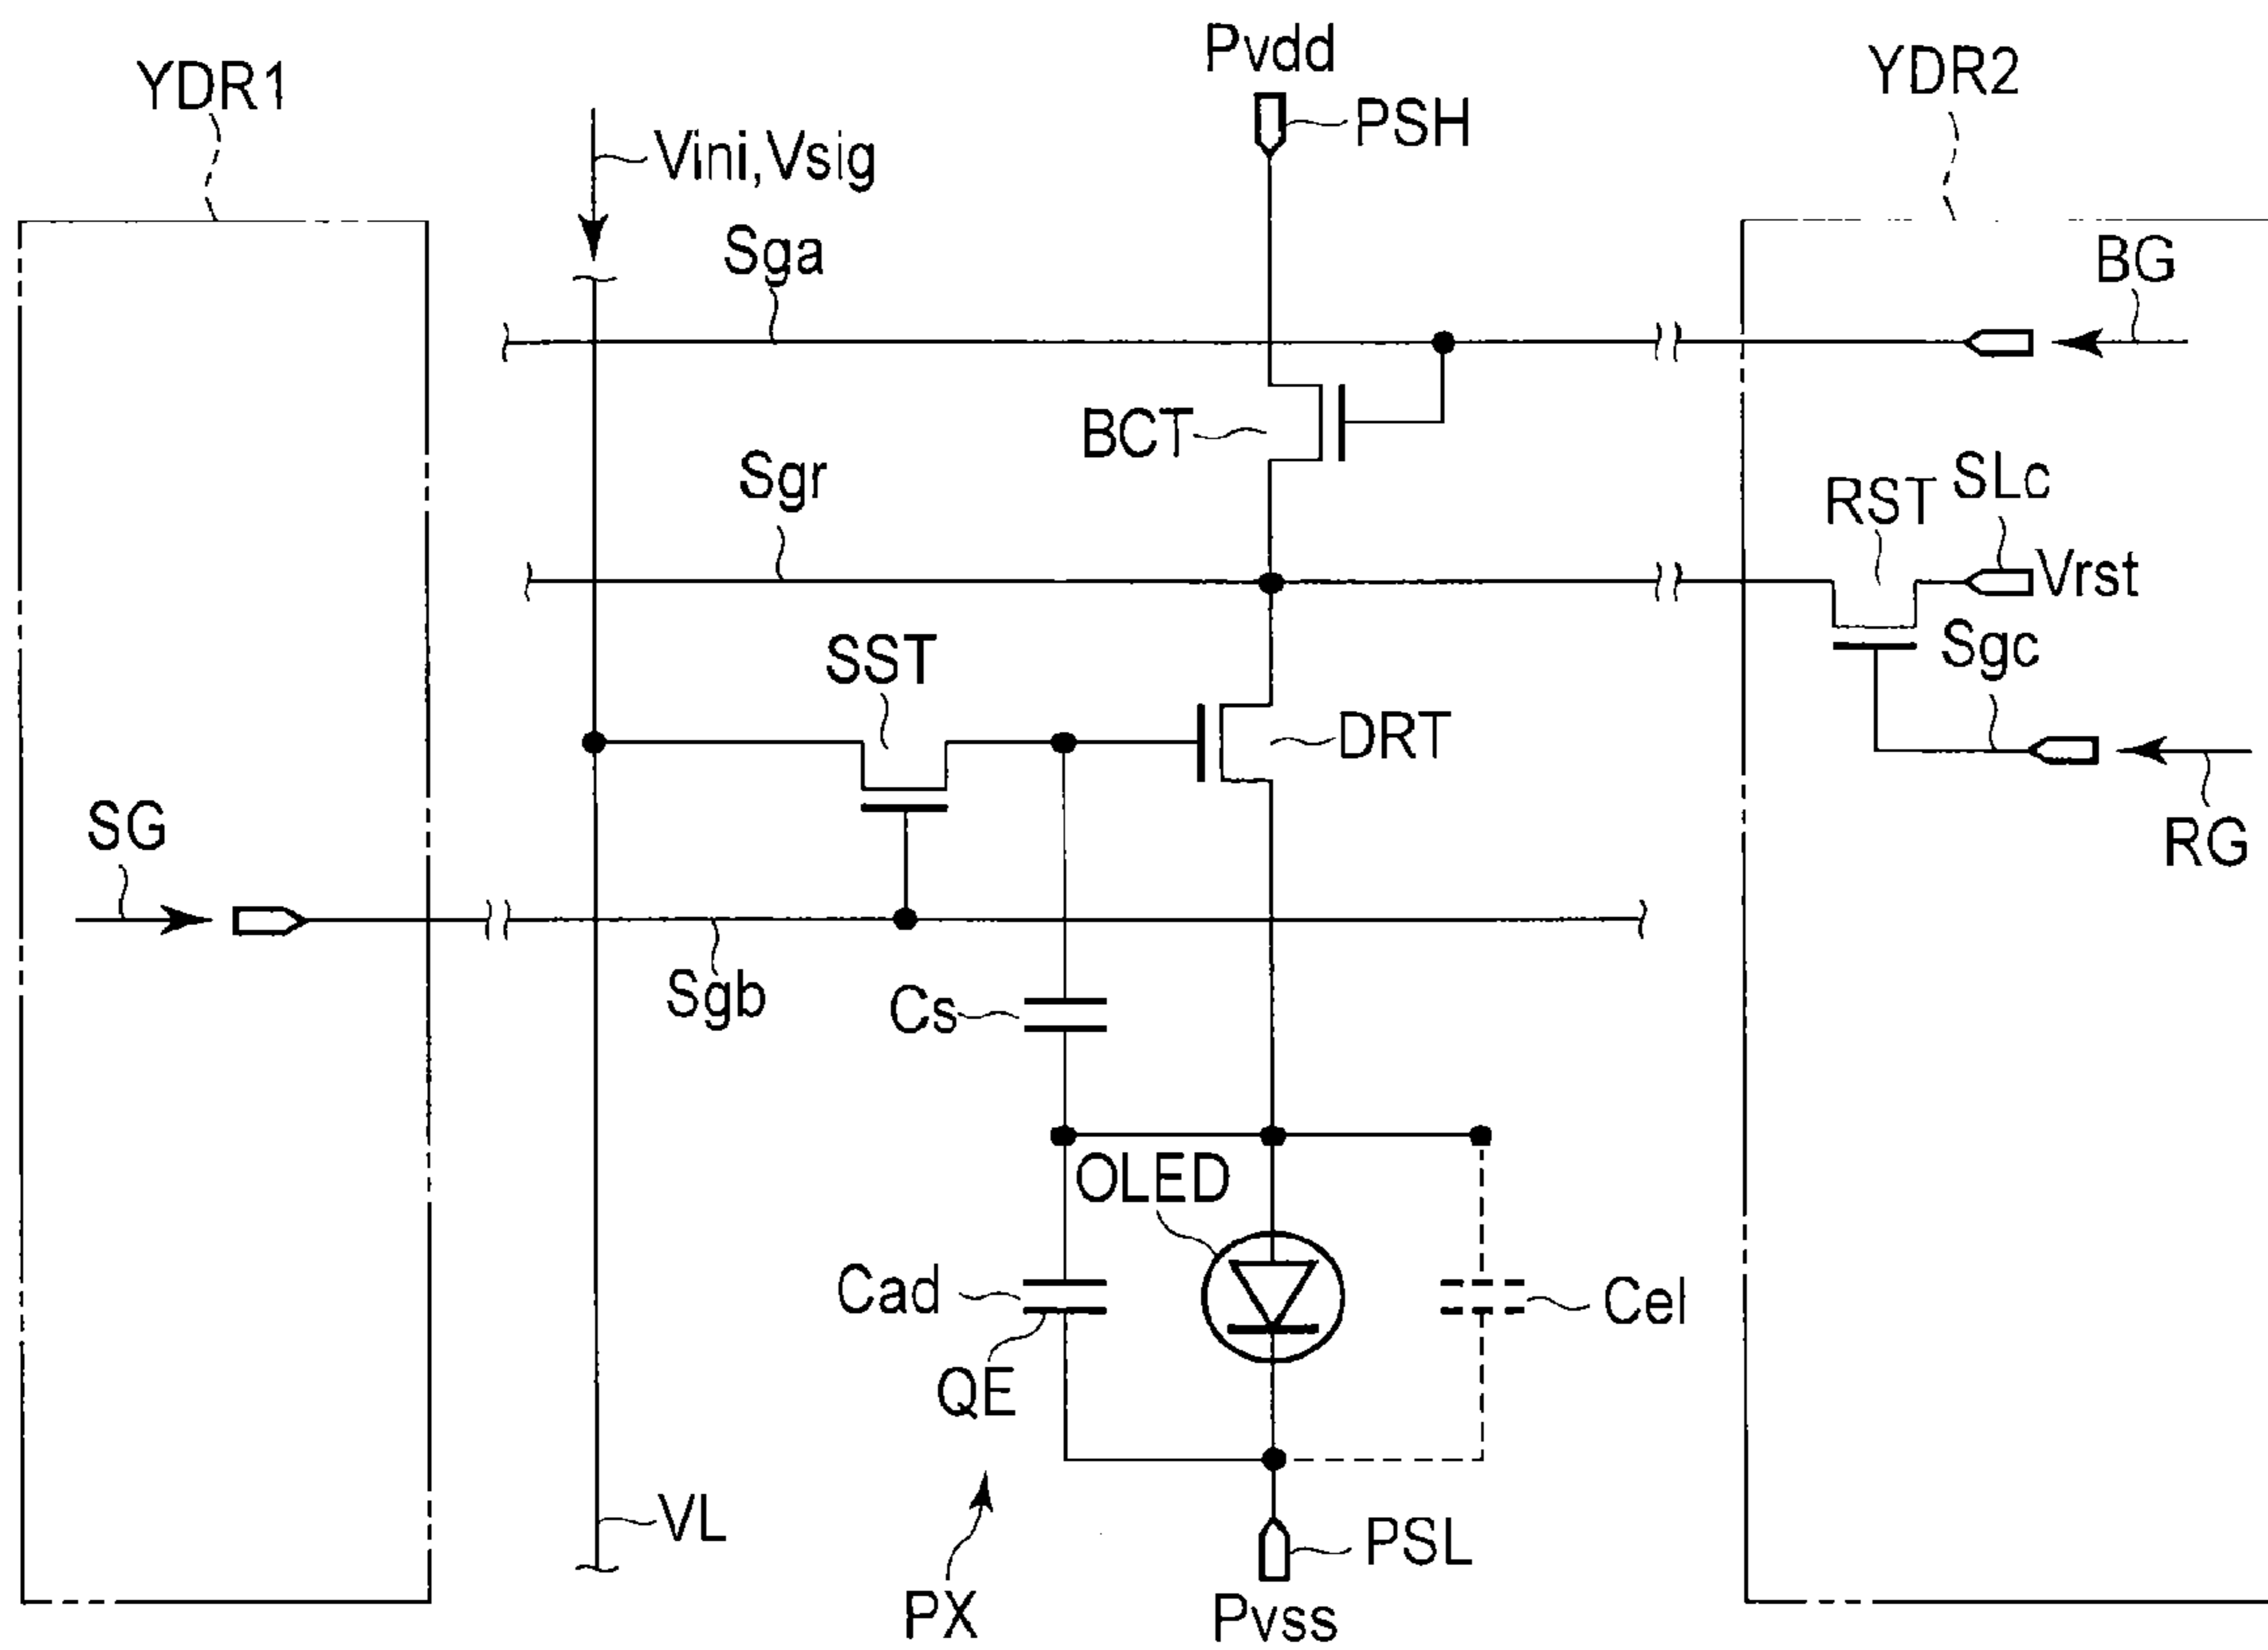 Pvdd
YDR1
YDR2
PSH
Vini,Vsig
Sga
BG
BCT
Sgr
RST
SLc
Vrst
SST
Sgc
DRT
SG
RG
Sgb
Cs
OLED
Cad
Cel
QE
VL
PSL
PX
Pvss